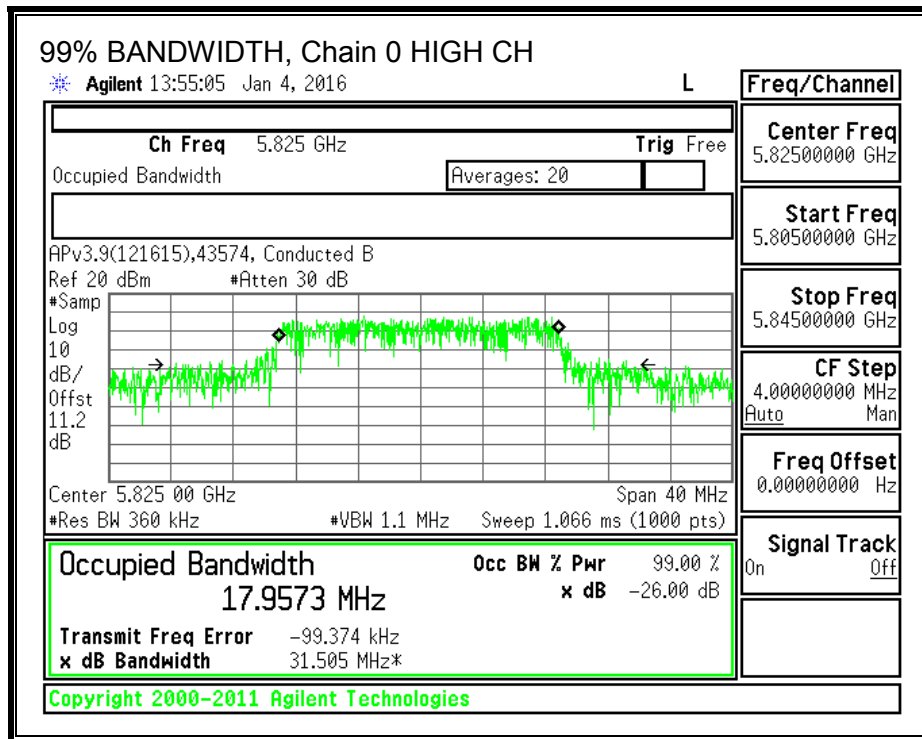 99% BANDWIDTH, Chain 0 HIGH CH
Agilent 13:55:05 Jan 4, 2016 L Freq/Channel
Ch Freq 5.825 GHz Trig Free
Occupied Bandwidth Averages: 20
Center Freq
5.82500000 GHz
Start Freq
5.80500000 GHz
Stop Freq
5.84500000 GHz
CF Step
4.00000000 MHz
Auto Man
Freq Offset
0.00000000 Hz
Signal Track
On Off
APv3.9(121615),43574, Conducted B
Ref 20 dBm #Atten 30 dB
#Samp
Log
10
dB/
Offst
11.2
dB
Center 5.825 00 GHz Span 40 MHz
#Res BW 360 kHz #VBW 1.1 MHz Sweep 1.066 ms (1000 pts)
Occupied Bandwidth Occ BW % Pwr 99.00 %
17.9573 MHz x dB -26.00 dB
Transmit Freq Error -99.374 kHz
x dB Bandwidth 31.505 MHz*
Copyright 2000-2011 Agilent Technologies